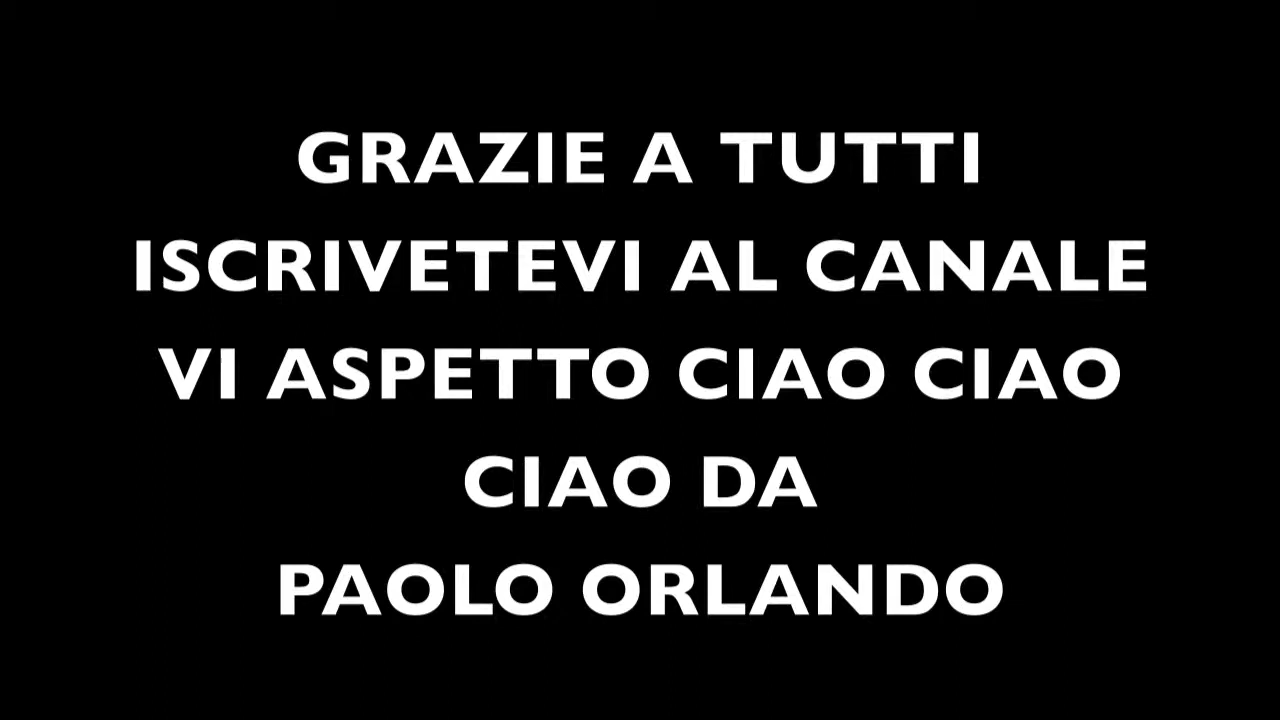 GRAZIE A TUTTI
ISCRIVETEVI AL CANALE
VI ASPETTO CIAO CIAO
CIAO DA
PAOLO ORLANDO